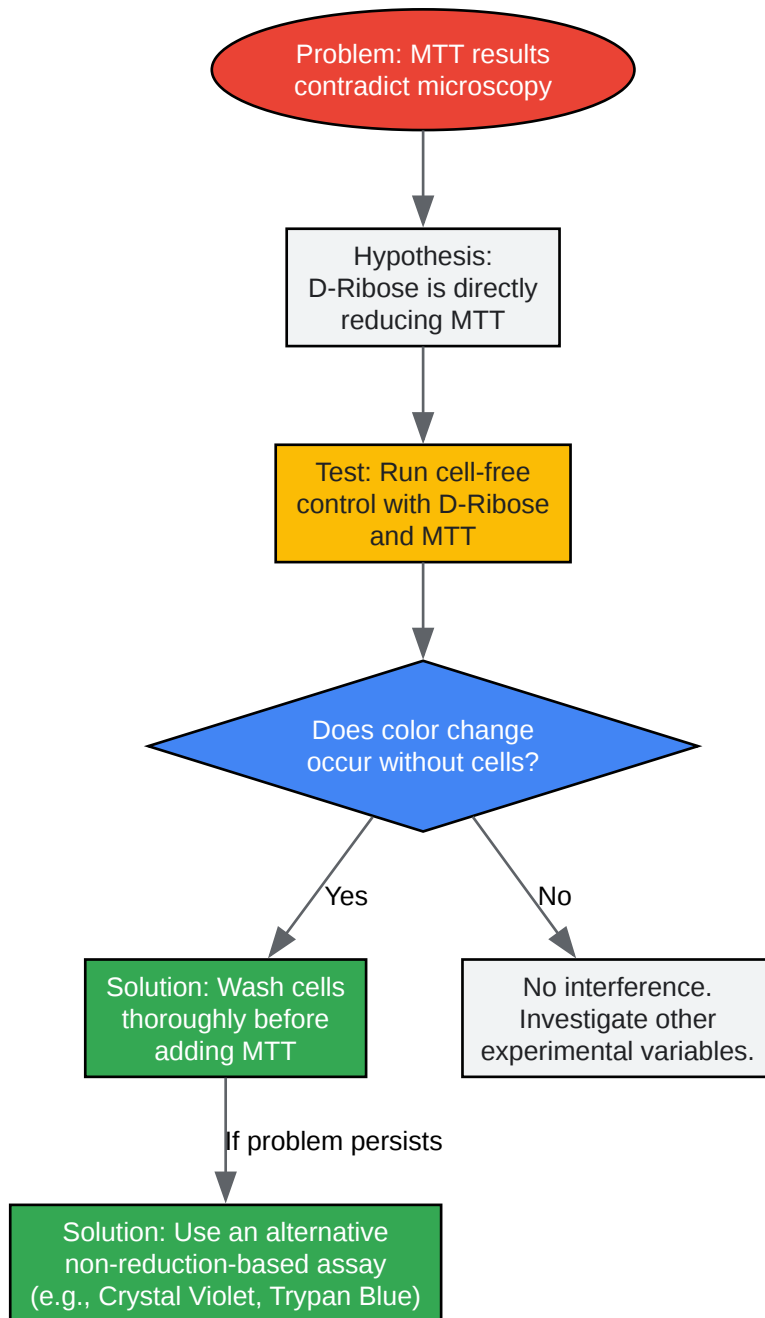 Problem: MTT results
contradict microscopy
Hypothesis:
D-Ribose is directly
reducing MTT
Test: Run cell-free
control with D-Ribose
and MTT
Does color change
occur without cells?
Yes
No
Solution: Wash cells
thoroughly before
adding MTT
No interference.
Investigate other
experimental variables.
If problem persists
Solution: Use an alternative
non-reduction-based assay
(e.g., Crystal Violet, Trypan Blue)